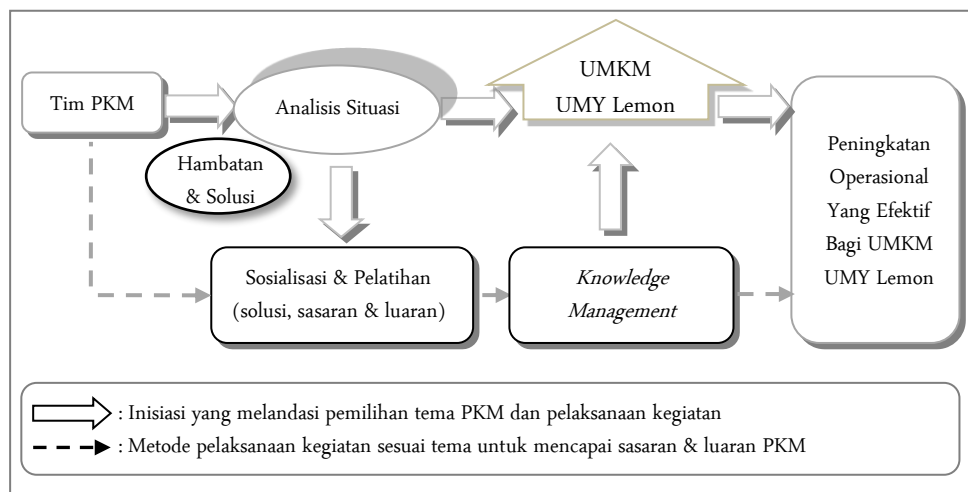 Tim PKM
Analisis Situasi
Hambatan
& Solusi
UMKM
UMY Lemon
Peningkatan
Operasional
Yang Efektif
Bagi UMKM
UMY Lemon
Sosialisasi & Pelatihan
(solusi, sasaran & luaran)
Knowledge
Management
: Inisiasi yang melandasi pemilihan tema PKM dan pelaksanaan kegiatan
: Metode pelaksanaan kegiatan sesuai tema untuk mencapai sasaran & luaran PKM